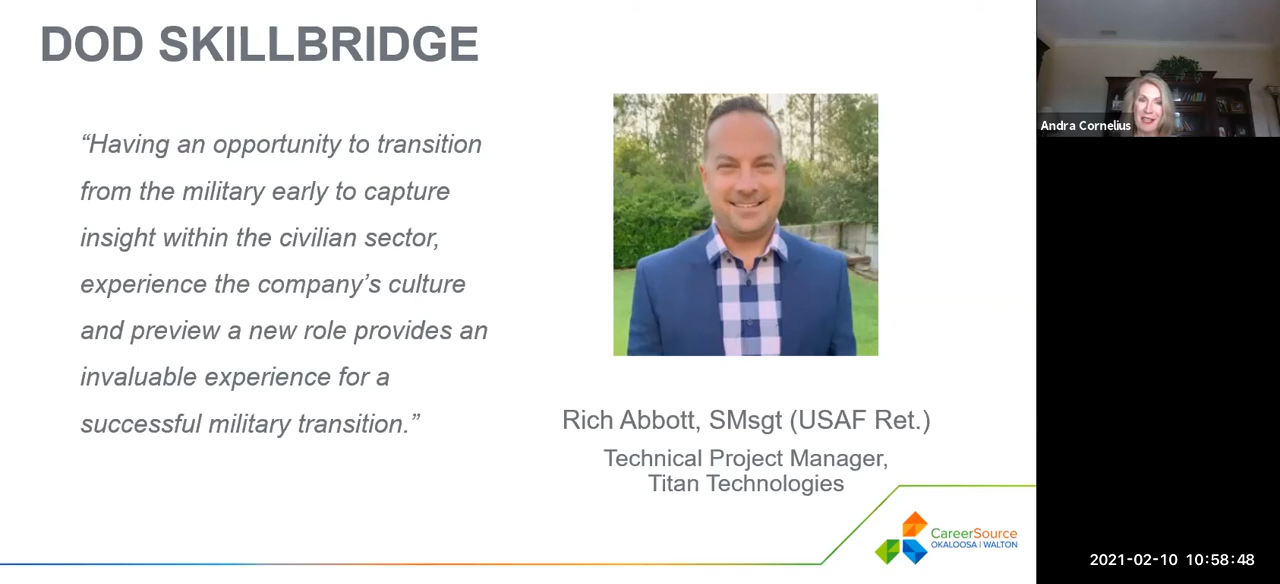 DOD SKILLBRIDGE
“Having an opportunity to transition
from the military early to capture
insight within the civilian sector,
experience the company’s culture
and preview a new role provides an
invaluable experience for a
successful military transition.”
Rich Abbott, SMsgt (USAF Ret.)
Technical Project Manager,
Titan Technologies
CareerSource
OKALOOSA | WALTON
Andra Cornelius
2021-02-10 10:58:48